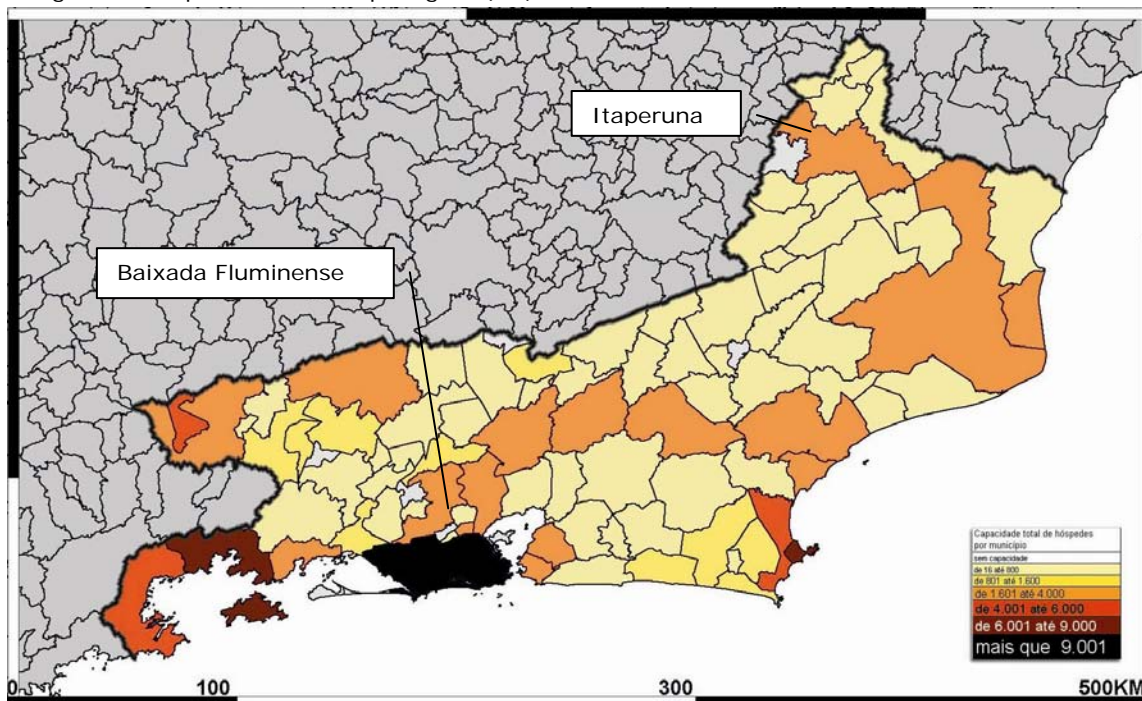 Itaperuna
Baixada Fluminense
Capacidade total de hóspedes
por município
sem capacidade
de 16 até 800
de 801 até 1.600
de 1.601 até 4.000
de 4.001 até 6.000
de 6.001 até 9.000
mais que 9.001
0 100 300 500KM